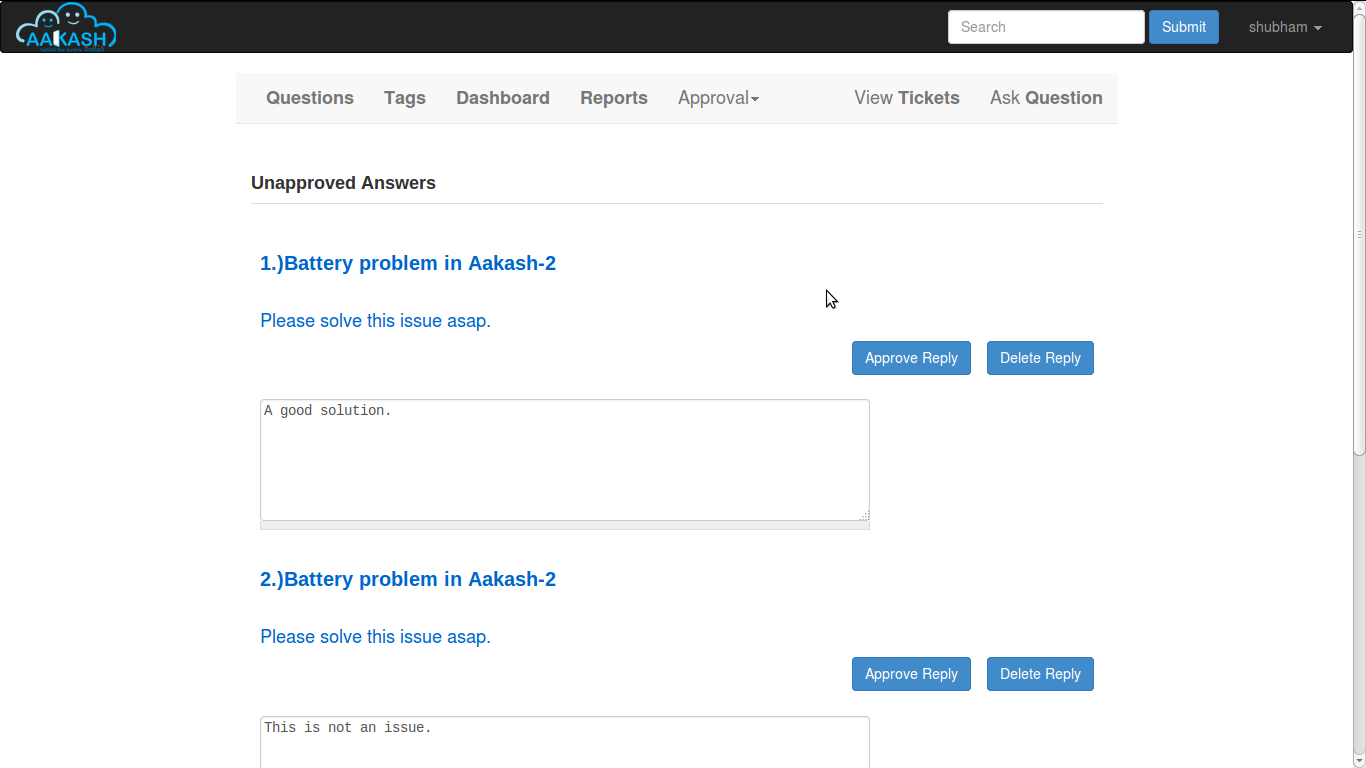 AAKASH
Search
Submit
shubham
Questions Tags Dashboard Reports Approval View Tickets Ask Question
Unapproved Answers
1.)Battery problem in Aakash-2
Please solve this issue asap.
Approve Reply Delete Reply
A good solution.
2.)Battery problem in Aakash-2
Please solve this issue asap.
Approve Reply Delete Reply
This is not an issue.